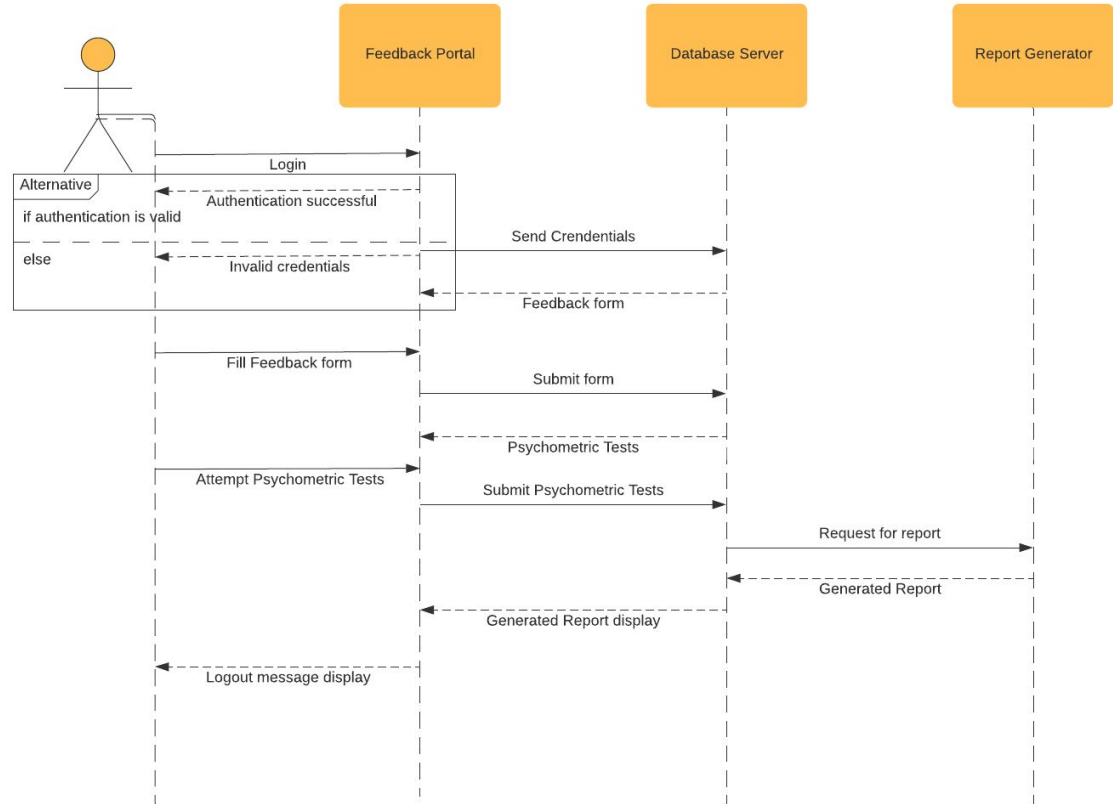 Feedback Portal
Database Server
Report Generator
Login
Alternative
Authentication successful
if authentication is valid
Send Crendentials
else
Invalid credentials
Feedback form
Fill Feedback form
Submit form
Psychometric Tests
Attempt Psychometric Tests
Submit Psychometric Tests
Request for report
Generated Report
Generated Report display
Logout message display